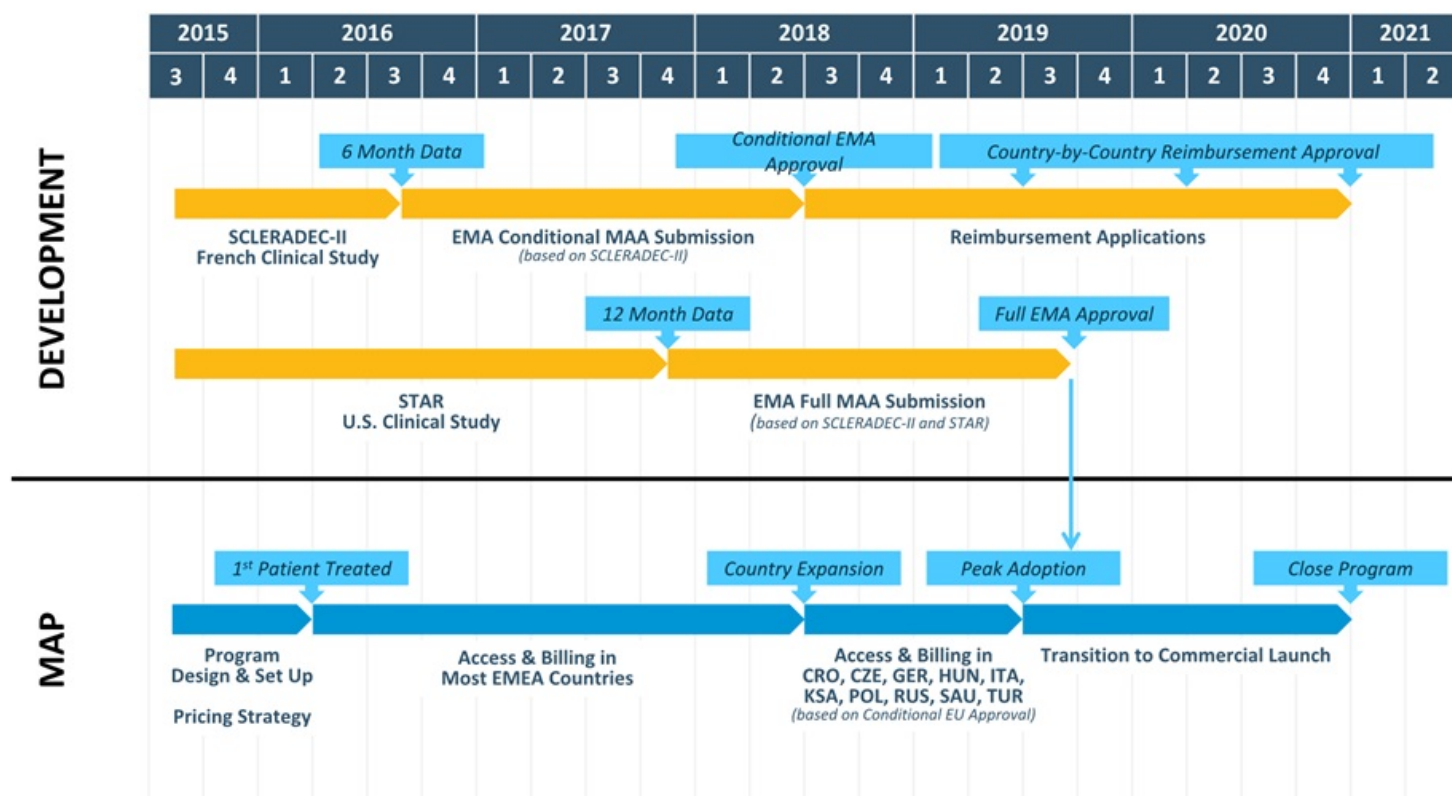 2015 2016 2017 2018 2019 2020 2021
3 4 1 2 3 4 1 2 3 4 1 2 3 4 1 2 3 4 1 2 3 4 1 2
DEVELOPMENT
6 Month Data
Conditional EMA
Approval
Country-by-Country Reimbursement Approval
SCLERADEC-II
French Clinical Study
EMA Conditional MAA Submission
(based on SCLERADEC-II)
Reimbursement Applications
12 Month Data
Full EMA Approval
STAR
U.S. Clinical Study
EMA Full MAA Submission
(based on SCLERADEC-II and STAR)
MAP
1st Patient Treated
Country Expansion
Peak Adoption
Close Program
Program
Design & Set Up
Pricing Strategy
Access & Billing in
Most EMEA Countries
Access & Billing in
CRO, CZE, GER, HUN, ITA,
KSA, POL, RUS, SAU, TUR
(based on Conditional EU Approval)
Transition to Commercial Launch